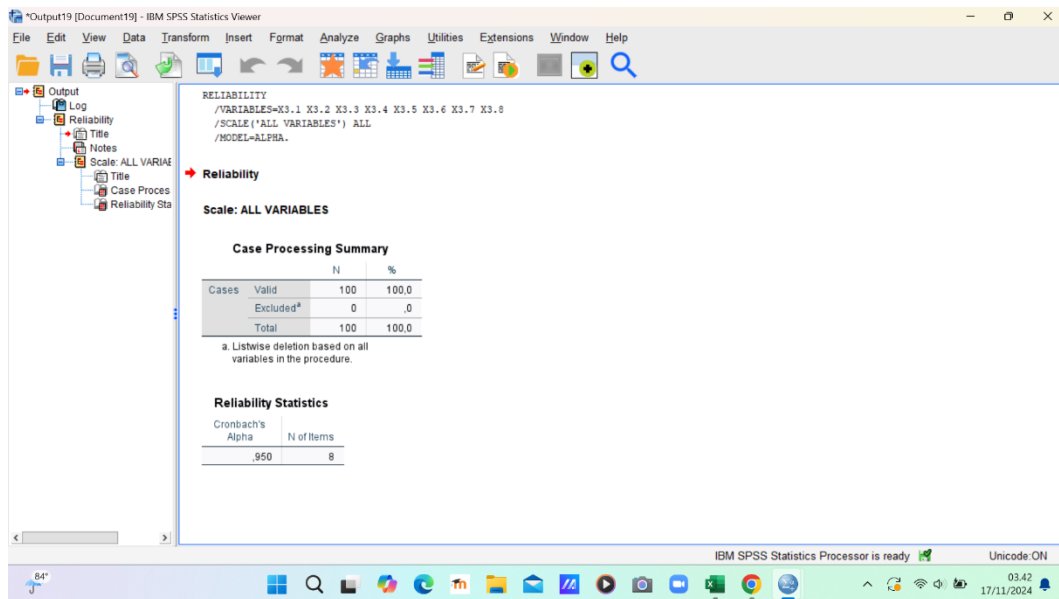 *Output19 [Document19] - IBM SPSS Statistics Viewer
File Edit View Data Transform Insert Format Analyze Graphs Utilities Extensions Window Help
Output
Log
Reliability
Title
Notes
Scale: ALL VARIAE
Title
Case Proces
Reliability Sta
RELIABILITY
/VARIABLES=X3.1 X3.2 X3.3 X3.4 X3.5 X3.6 X3.7 X3.8
/SCALE('ALL VARIABLES') ALL
/MODEL=ALPHA.
Reliability
Scale: ALL VARIABLES
Case Processing Summary
N %
Cases Valid 100 100,0
Excluded a 0 ,0
Total 100 100,0
a. Listwise deletion based on all
variables in the procedure.
Reliability Statistics
Cronbach's
Alpha N of Items
,950 8
IBM SPSS Statistics Processor is ready Unicode:ON
84°
03.42
17/11/2024